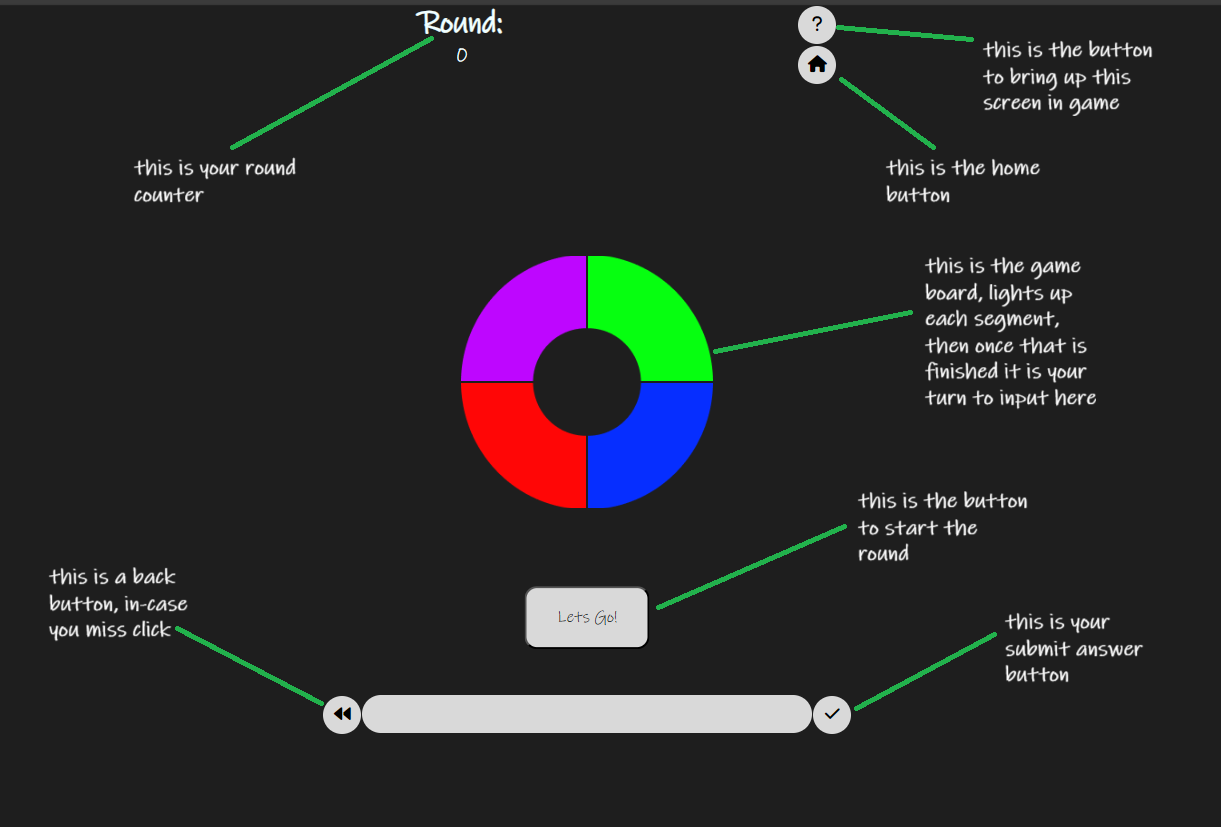 Round:
0
?
this is the button
to bring up this
screen in game
this is your round
counter
this is the home
button
this is the game
board, lights up
each segment,
then once that is
finished it is your
turn to input here
this is the button
to start the
round
this is a back
button, in-case
you miss click
Lets Go!
this is your
submit answer
button